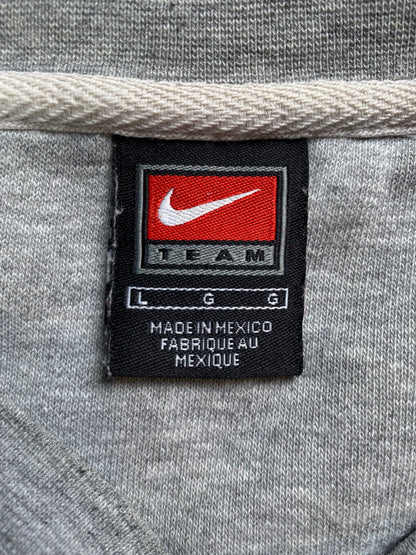 TEAM
L G G
MADE IN MEXICO
FABRIQUE AU
MEXIQUE